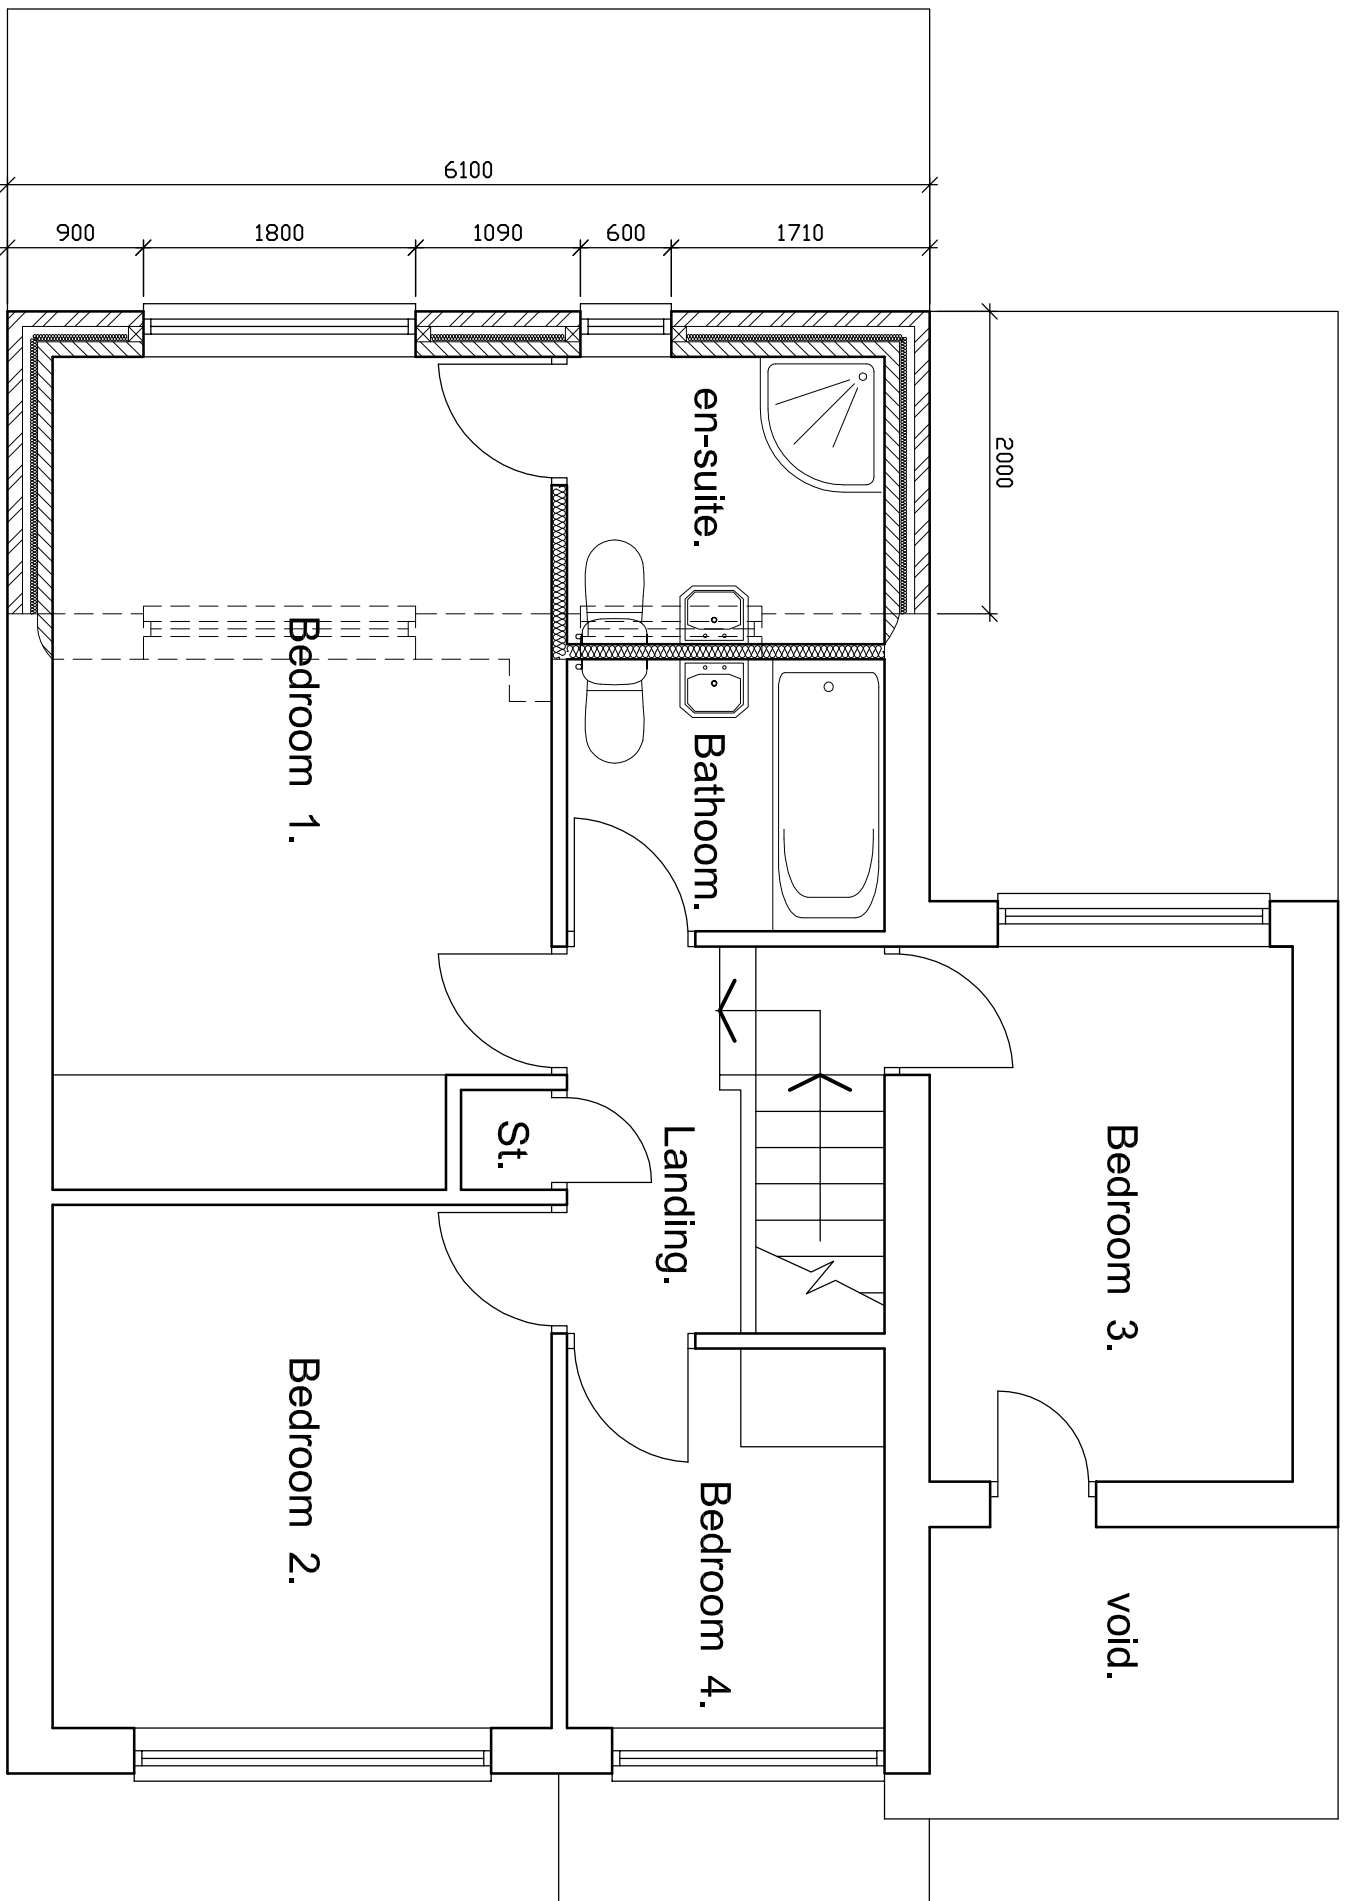 6100
900
1800
1090
600
1710
2000
en-suite.
Bedroom 1.
Bathoom.
St.
Landing.
Bedroom 3.
Bedroom 2.
Bedroom 4.
void.